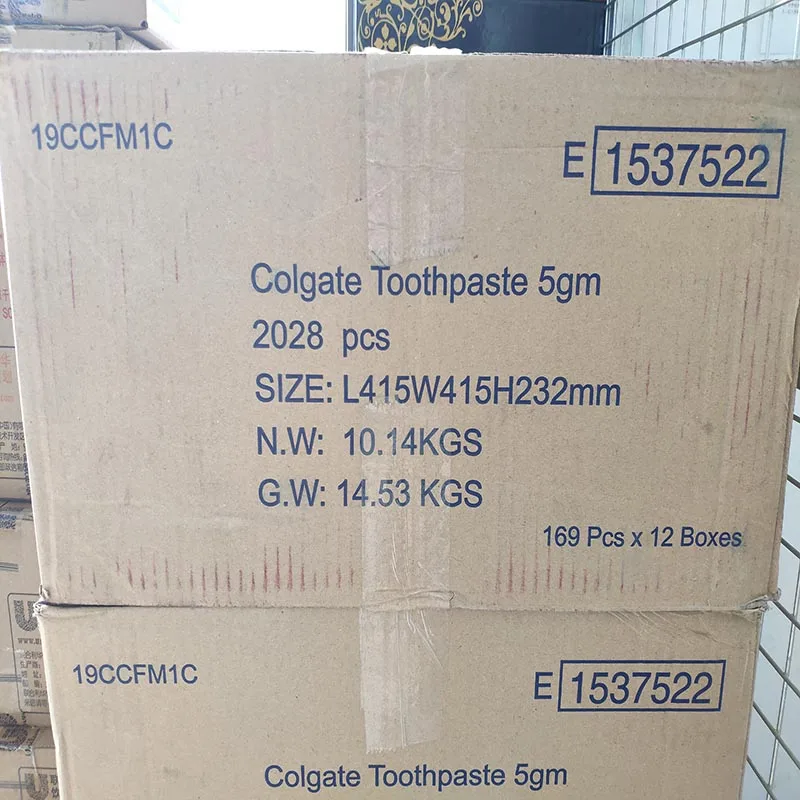 19CCFM1C
E 1537522
Colgate Toothpaste 5gm
2028 pcs
SIZE: L415W415H232mm
N.W: 10.14KGS
G.W: 14.53 KGS
169 Pcs x 12 Boxes
19CCFM1C
E 1537522
Colgate Toothpaste 5gm